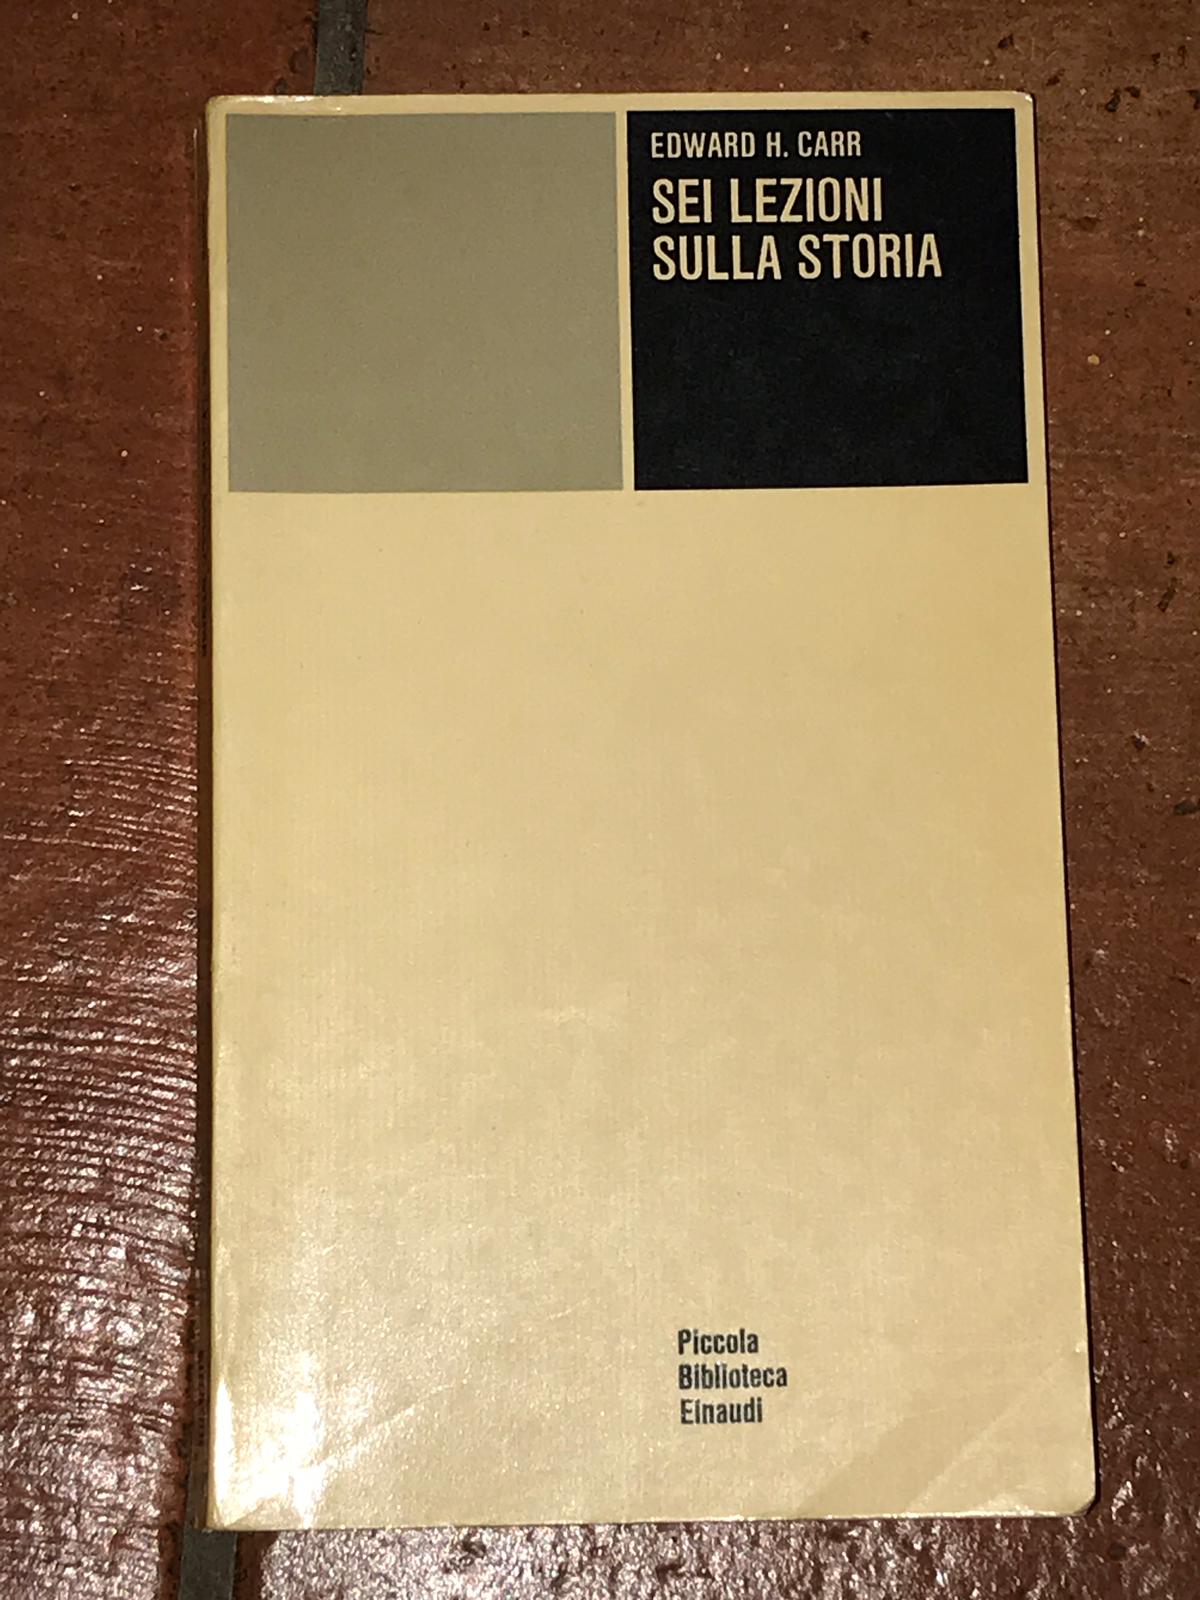 EDWARD H. CARR
SEI LEZIONI
SULLA STORIA
Piccola
Biblioteca
Einaudi